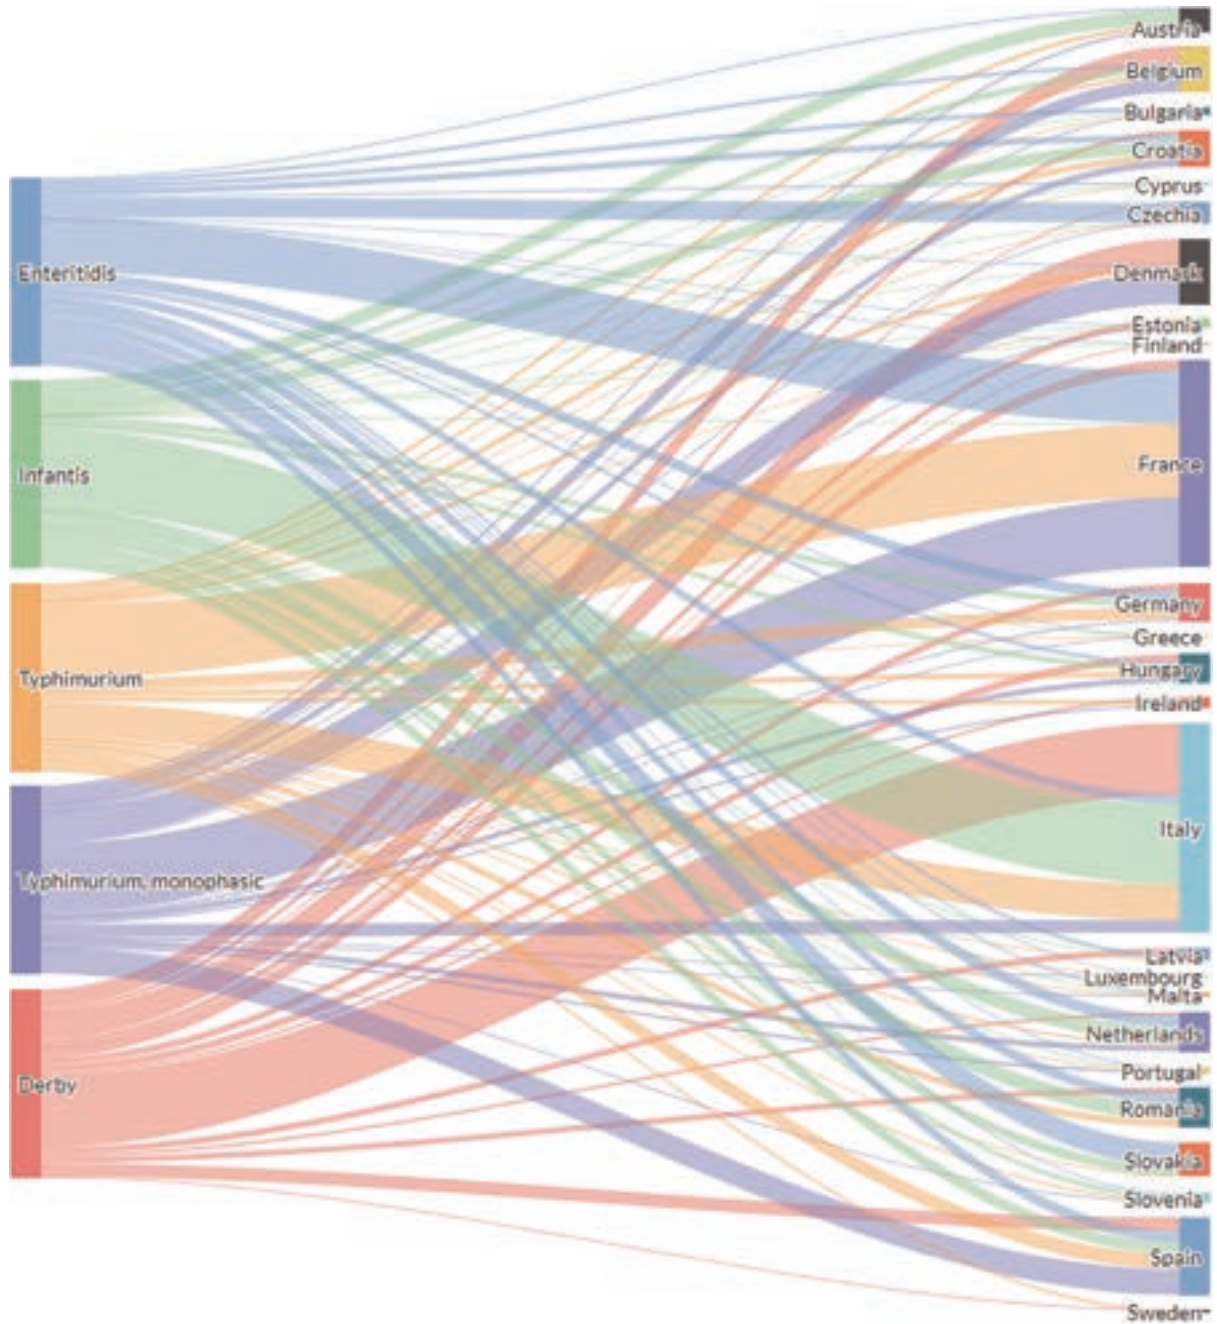 Enteritidis
Infantis
Typhimurium
Typhimurium, monophasic
Derby
Austria
Belgium
Bulgaria
Croatia
Cyprus
Czechia
Denmark
Estonia
Finland
France
Germany
Greece
Hungary
Ireland
Italy
Latvia
Luxembourg
Malta
Netherlands
Portugal
Romania
Slovakia
Slovenia
Spain
Sweden